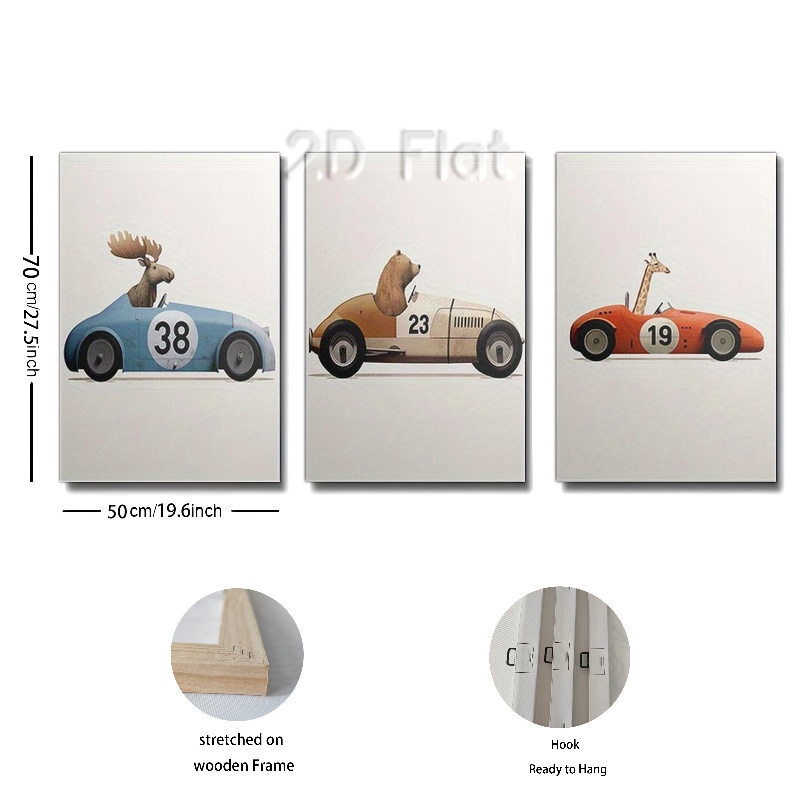 2D Flat
38
23
19
70 cm/27.5inch
50cm/19.6inch
stretched on
wooden Frame
Hook
Ready to Hang